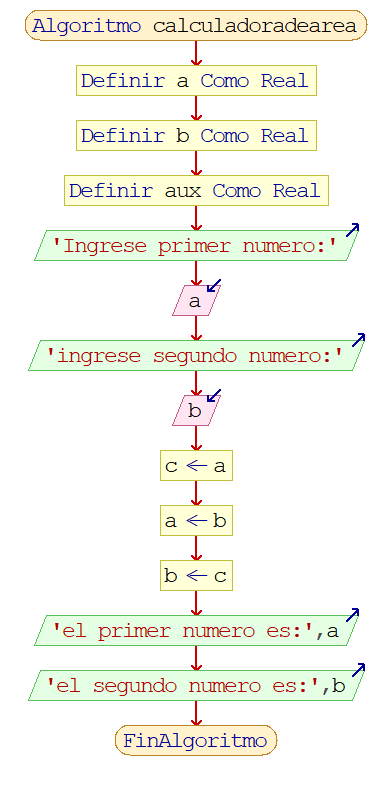 Algoritmo calculadoradearea
Definir a Como Real
Definir b Como Real
Definir aux Como Real
'Ingrese primer numero:'
a
'ingrese segundo numero:'
b
c ← a
a ← b
b ← c
'el primer numero es:',a
'el segundo numero es:',b
FinAlgoritmo